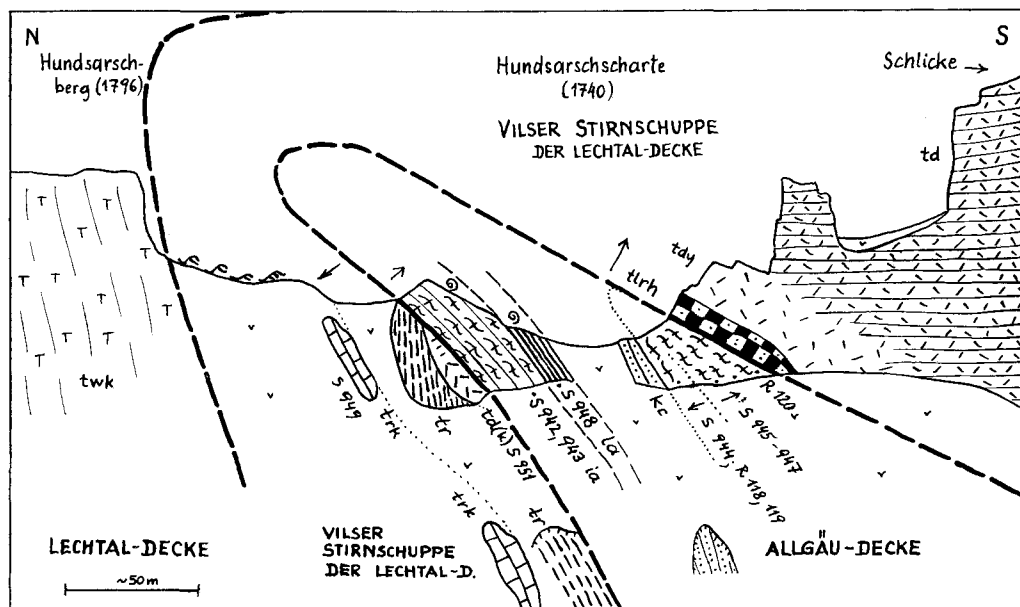 N
S
Hundsarsch-
berg (1796)
Hundsarschscharte
(1740)
Schlicke →
VILSER STIRNSCHUPPE
DER LECHTAL-DECKE
td
tdy
tlrh
T T T T T T T T T T T T T T
twk
S 949
trk
tr
td(k) S 951
S 942, 943 ia
S 948 la
kc
S 944, R. 118, 119
S 945-947
R. 120
trk
tr
LECHTAL-DECKE
VILSER
STIRNSCHUPPE
DER LECHTAL-D.
ALLGÄU-DECKE
~50m